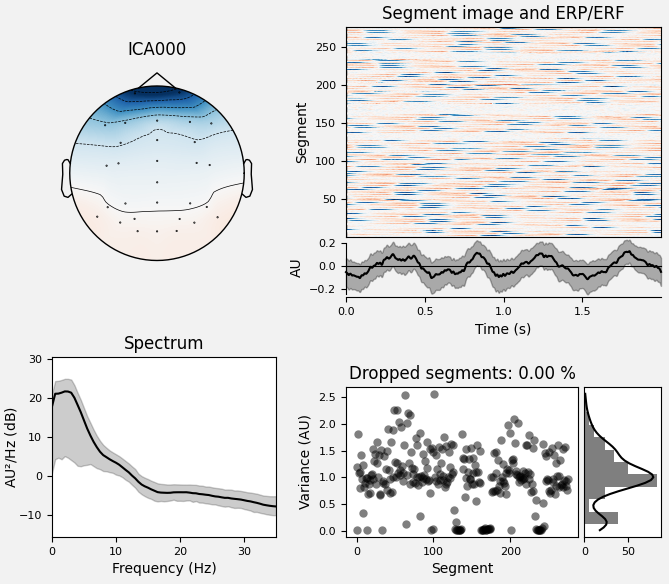 ICA000
Segment image and ERP/ERF
Segment
250
200
150
100
50
AU
0.2
0.0
−0.2
0.0
0.5
1.0
1.5
Time (s)
Spectrum
AU²/Hz (dB)
30
20
10
0
−10
0
10
20
30
Frequency (Hz)
Dropped segments: 0.00 %
Variance (AU)
2.5
2.0
1.5
1.0
0.5
0.0
0
100
200
Segment
0
50